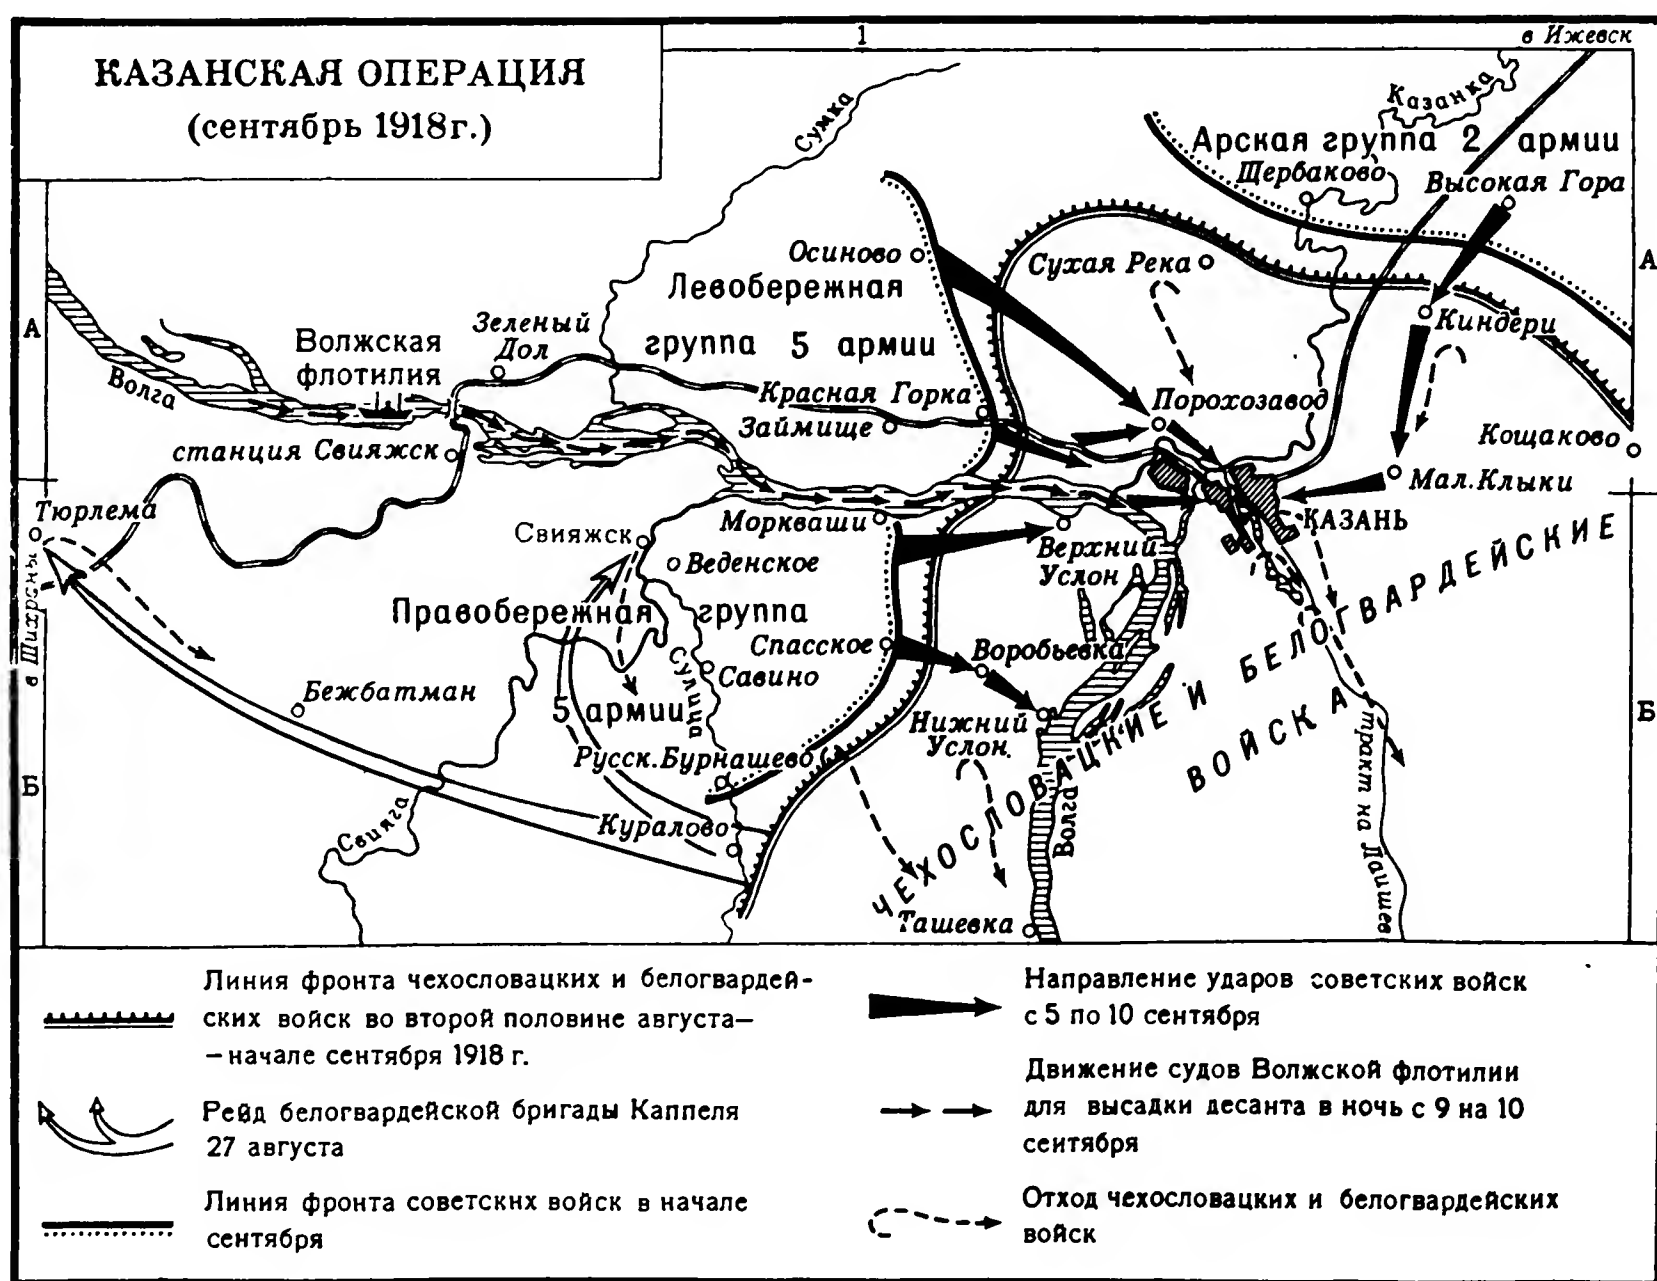 КАЗАНСКАЯ ОПЕРАЦИЯ
(сентябрь 1918г.)
1
в Ижевск
Казанка
Сумка
Арская группа 2 армии
Щербаково
Высокая Гора
А
А
Осиново
Сухая Река
Левобережная
группа 5 армии
Киндери
Зеленый
Дол
Волжская
флотилия
Волга
Красная Горка
Займище
Порохозавод
Кощаково
станция Свияжск
Мал.Клыки
Тюрлема
Моркваши
КАЗАНЬ
Свияжск
Веденское
Верхний
Услон
в Шихраны
Правобережная группа
5 армии
Спасское
Воробьевка
Сулица
Савино
Бежбатман
Нижний
Услон.
Б
Б
Русск.Бурнашево
Куралово
Свияга
Волга
ЧЕХОСЛОВАЦКИЕ И БЕЛОГВАРДЕЙСКИЕ
ВОЙСКА
тракт на Лаишев
Ташевка
Линия фронта чехословацких и белогвардей-
ских войск во второй половине августа—
—начале сентября 1918 г.
Рейд белогвардейской бригады Каппеля
27 августа
Линия фронта советских войск в начале
сентября
Направление ударов советских войск
с 5 по 10 сентября
Движение судов Волжской флотилии
для высадки десанта в ночь с 9 на 10
сентября
Отход чехословацких и белогвардейских
войск